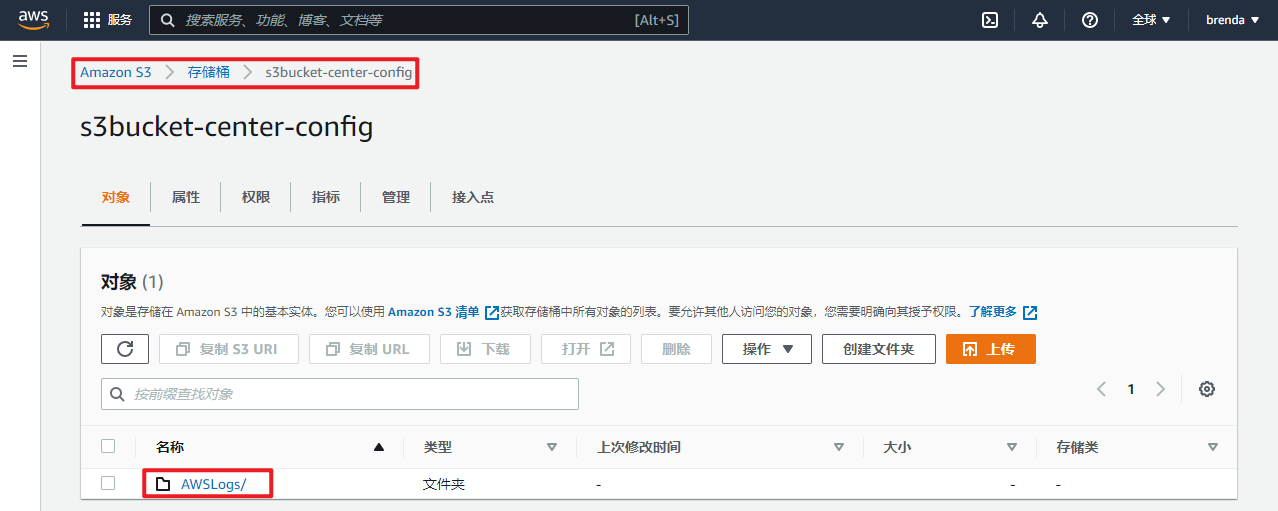 aws 服务 搜索服务、功能、博客、文档等 [Alt+S] 全球 brenda
Amazon S3 存储桶 s3bucket-center-config
s3bucket-center-config
对象 属性 权限 指标 管理 接入点
对象 (1)
对象是存储在 Amazon S3 中的基本实体。您可以使用 Amazon S3 清单 获取存储桶中所有对象的列表。要允许其他人访问您的对象，您需要明确向其授予权限。了解更多
复制 S3 URI 复制 URL 下载 打开 删除 操作 创建文件夹 上传
按前缀查找对象 1
名称 类型 上次修改时间 大小 存储类
AWSLogs/ 文件夹 - - -